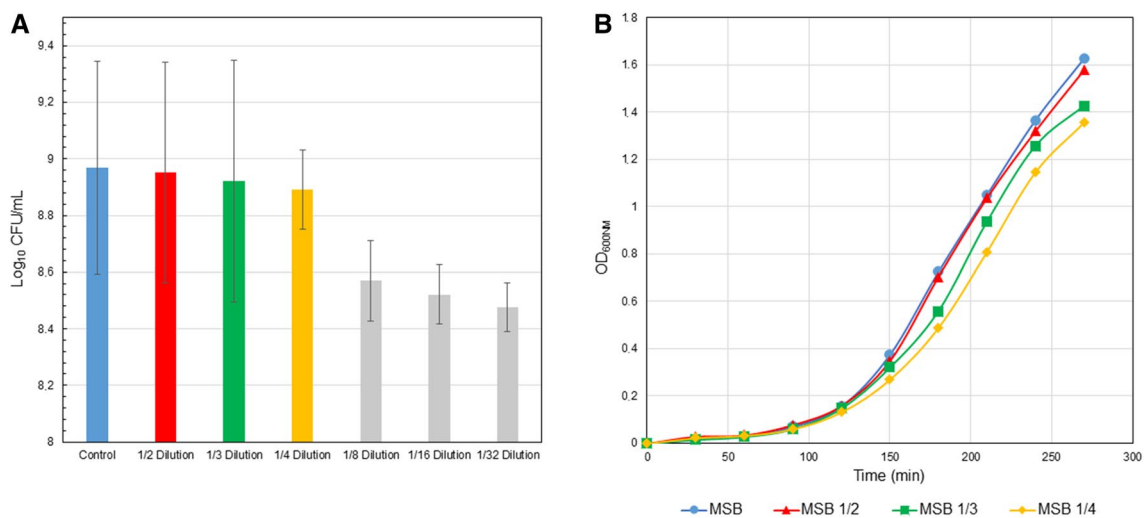 A
Log₁₀ CFU/mL
9.4
9.2
9
8.8
8.6
8.4
8.2
8
Control
1/2 Dilution
1/3 Dilution
1/4 Dilution
1/8 Dilution
1/16 Dilution
1/32 Dilution
B
OD₆₀₀NM
1.8
1.6
1.4
1.2
1
0.8
0.6
0.4
0.2
0
0
50
100
150
200
250
300
Time (min)
MSB
MSB 1/2
MSB 1/3
MSB 1/4